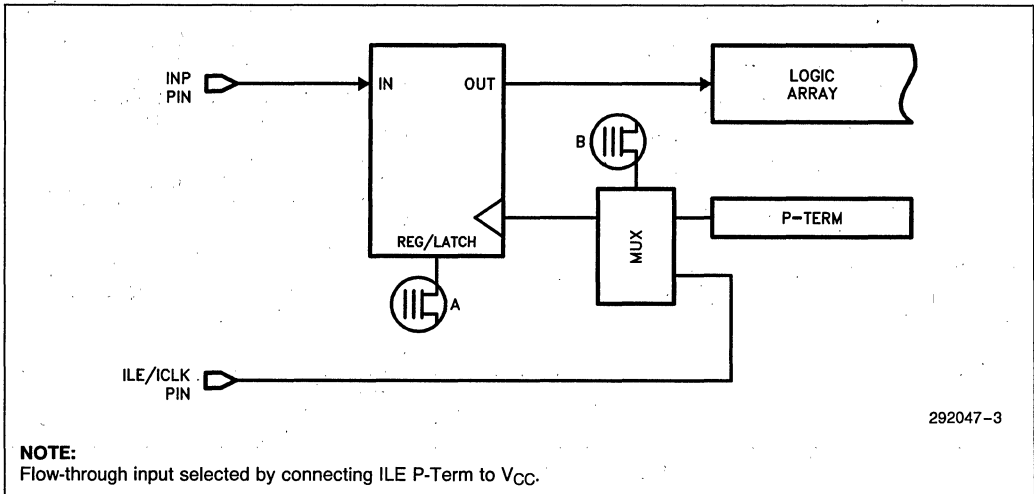 INP
PIN
IN
OUT
LOGIC
ARRAY
B
P-TERM
MUX
REG/LATCH
A
ILE/ICLK
PIN
292047-3
NOTE:
Flow-through input selected by connecting ILE P-Term to VCC.